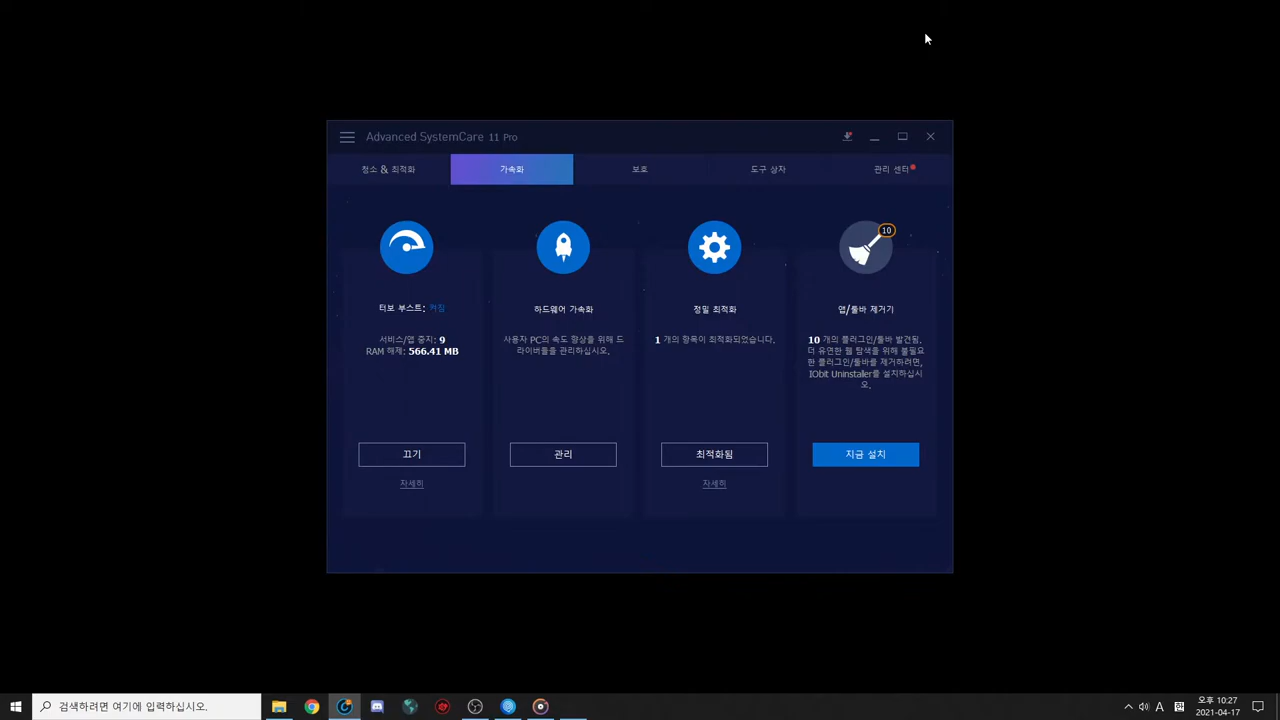 Advanced SystemCare 11 Pro
청소 & 최적화
가속화
보호
도구 상자
관리 센터
터보 부스트: 커짐
서비스/앱 중지: 9
RAM 해제: 566.41 MB
끄기
자세히
하드웨어 가속화
사용자 PC의 속도 향상을 위해 드
라이버들을 관리하십시오.
관리
정밀 최적화
1 개의 항목이 최적화되었습니다.
최적화됨
자세히
10
앱/툴바 제거기
10 개의 플러그인/툴바 발견됨.
더 유연한 웹 탐색을 위해 불필요
한 플러그인/툴바를 제거하려면,
IObit Uninstaller를 설치하십시
오.
지금 설치
검색하려면 여기에 입력하십시오.
A
오후 10:27
2021-04-17